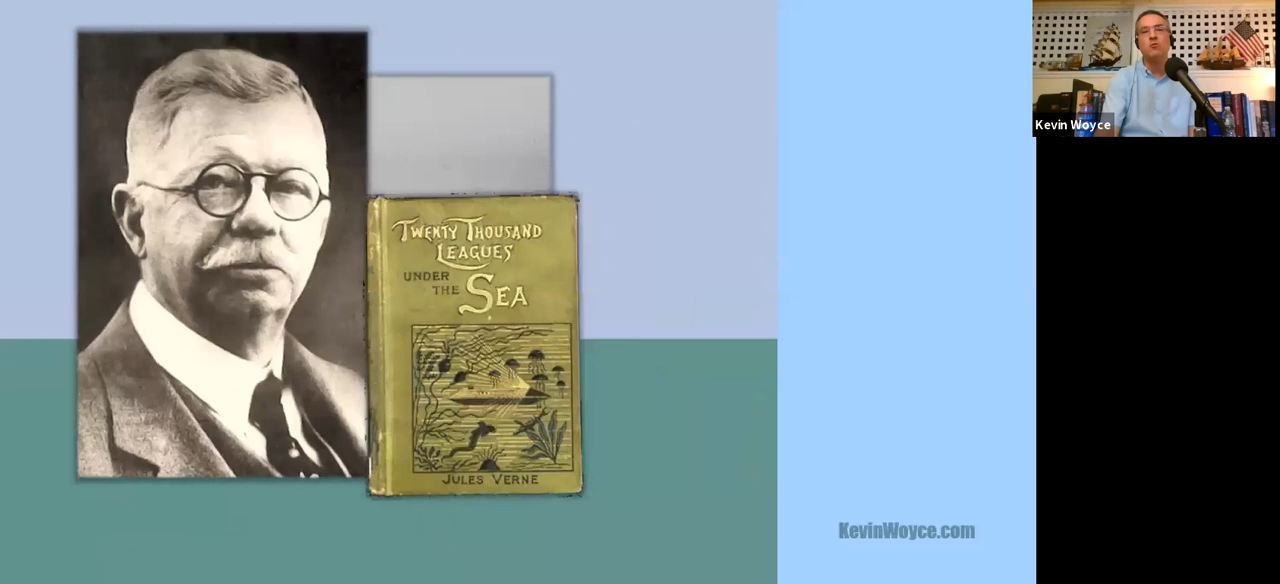 TWENTY THOUSAND
LEAGUES
UNDER
THE SEA
JULES VERNE
KevinWoyce.com
Kevin Woyce